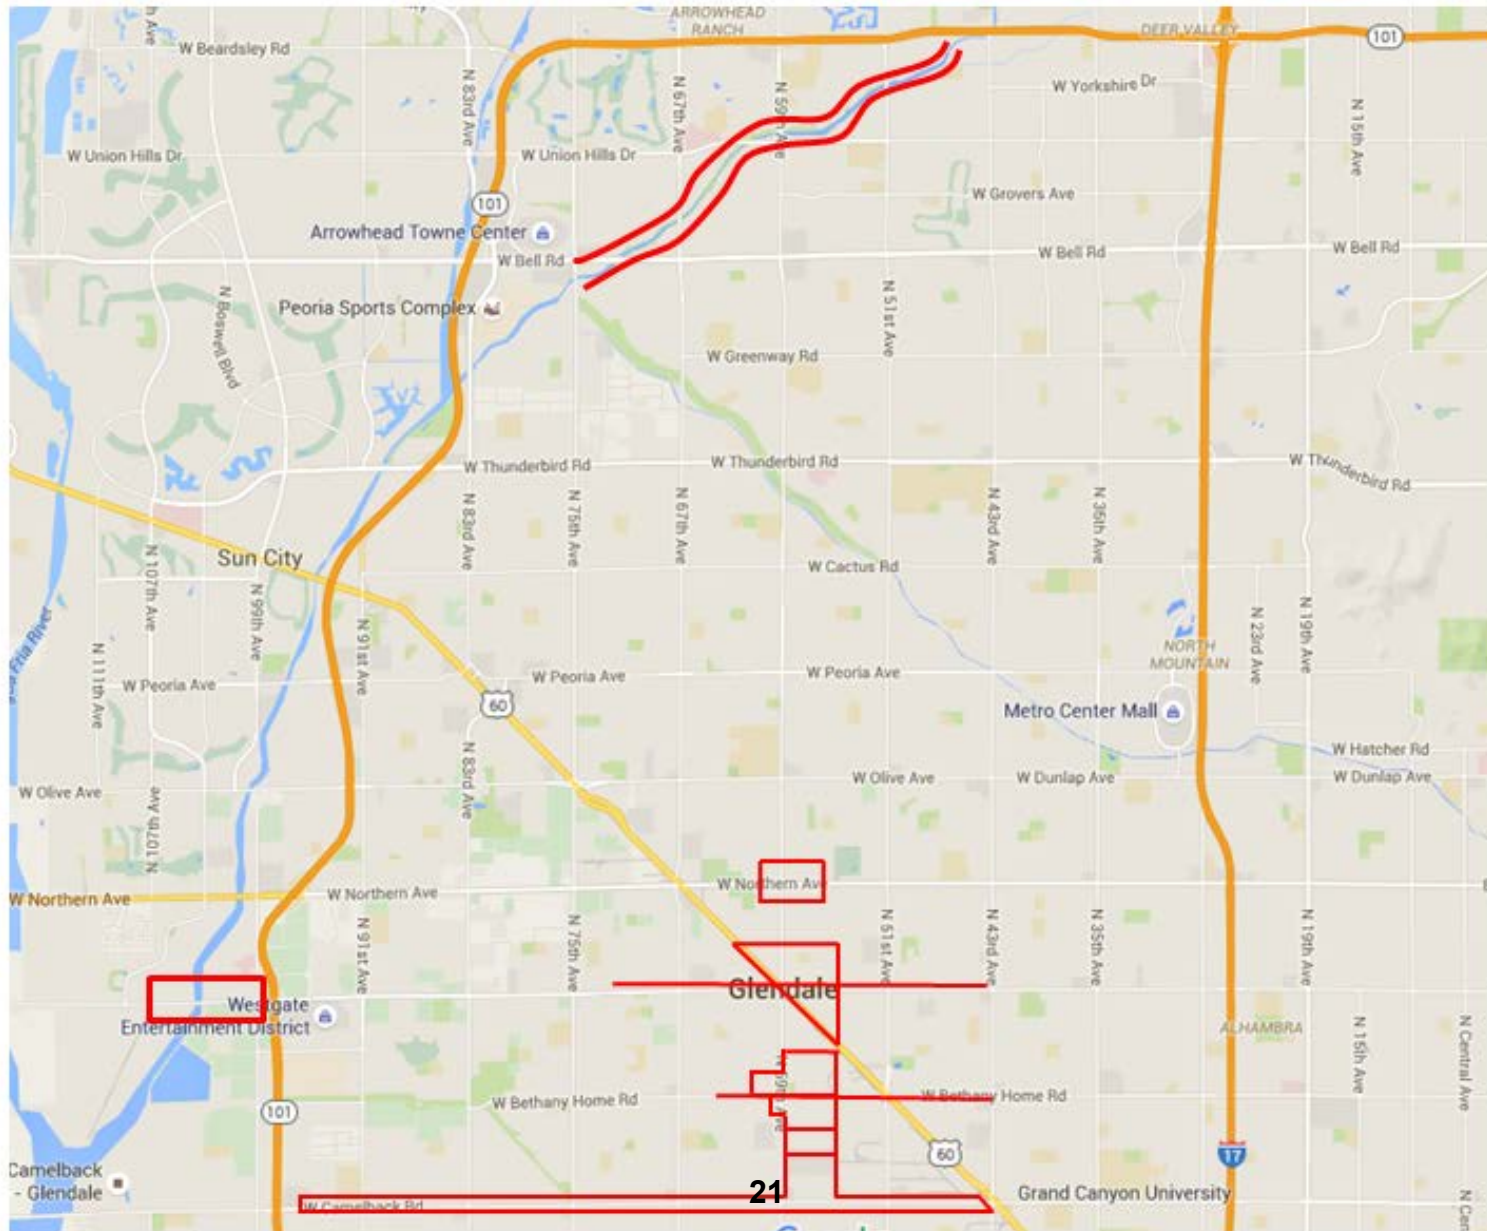 ARROWHEAD
RANCH
DEER VALLEY
101
W Beardsley Rd
N 83rd Ave
N 67th Ave
N 59th Ave
W Yorkshire Dr
N 15th Ave
W Union Hills Dr
W Union Hills Dr
101
W Grovers Ave
Arrowhead Towne Center
W Bell Rd
W Bell Rd
W Bell Rd
Peoria Sports Complex
N Boswell Blvd
N 51st Ave
W Greenway Rd
W Thunderbird Rd
W Thunderbird Rd
W Thunderbird Rd
N 83rd Ave
N 75th Ave
N 67th Ave
N 43rd Ave
N 35th Ave
Sun City
N 107th Ave
N 99th Ave
W Cactus Rd
Fria River
N 91st Ave
N 23rd Ave
N 19th Ave
NORTH
MOUNTAIN
N 111th Ave
W Peoria Ave
W Peoria Ave
W Peoria Ave
60
Metro Center Mall
N 83rd Ave
W Hatcher Rd
W Olive Ave
N 107th Ave
W Olive Ave
W Dunlap Ave
W Dunlap Ave
W Northern Ave
W Northern Ave
W Northern Ave
N 91st Ave
N 75th Ave
N 51st Ave
N 43rd Ave
N 35th Ave
N 19th Ave
Glendale
Westgate
Entertainment District
ALHAMBRA
N 15th Ave
N Central Ave
N 59th Ave
W Bethany Home Rd
W Bethany Home Rd
101
60
17
Camelback
- Glendale
W Camelback Rd
21
Grand Canyon University
N Cen